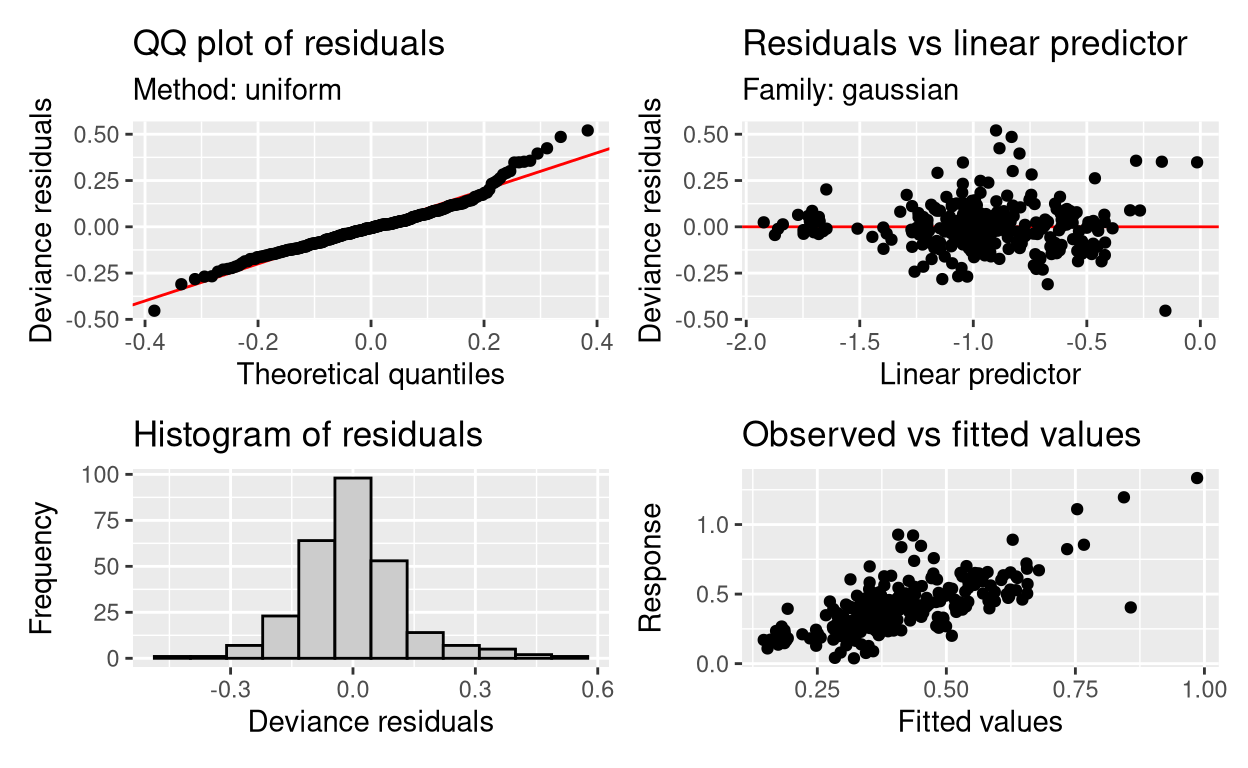 QQ plot of residuals
Method: uniform
Deviance residuals
0.50
0.25
0.00
-0.25
-0.50
-0.4
-0.2
0.0
0.2
0.4
Theoretical quantiles
Residuals vs linear predictor
Family: gaussian
Deviance residuals
0.50
0.25
0.00
-0.25
-0.50
-2.0
-1.5
-1.0
-0.5
0.0
Linear predictor
Histogram of residuals
Frequency
100
75
50
25
0
-0.3
0.0
0.3
0.6
Deviance residuals
Observed vs fitted values
Response
1.0
0.5
0.0
0.25
0.50
0.75
1.00
Fitted values